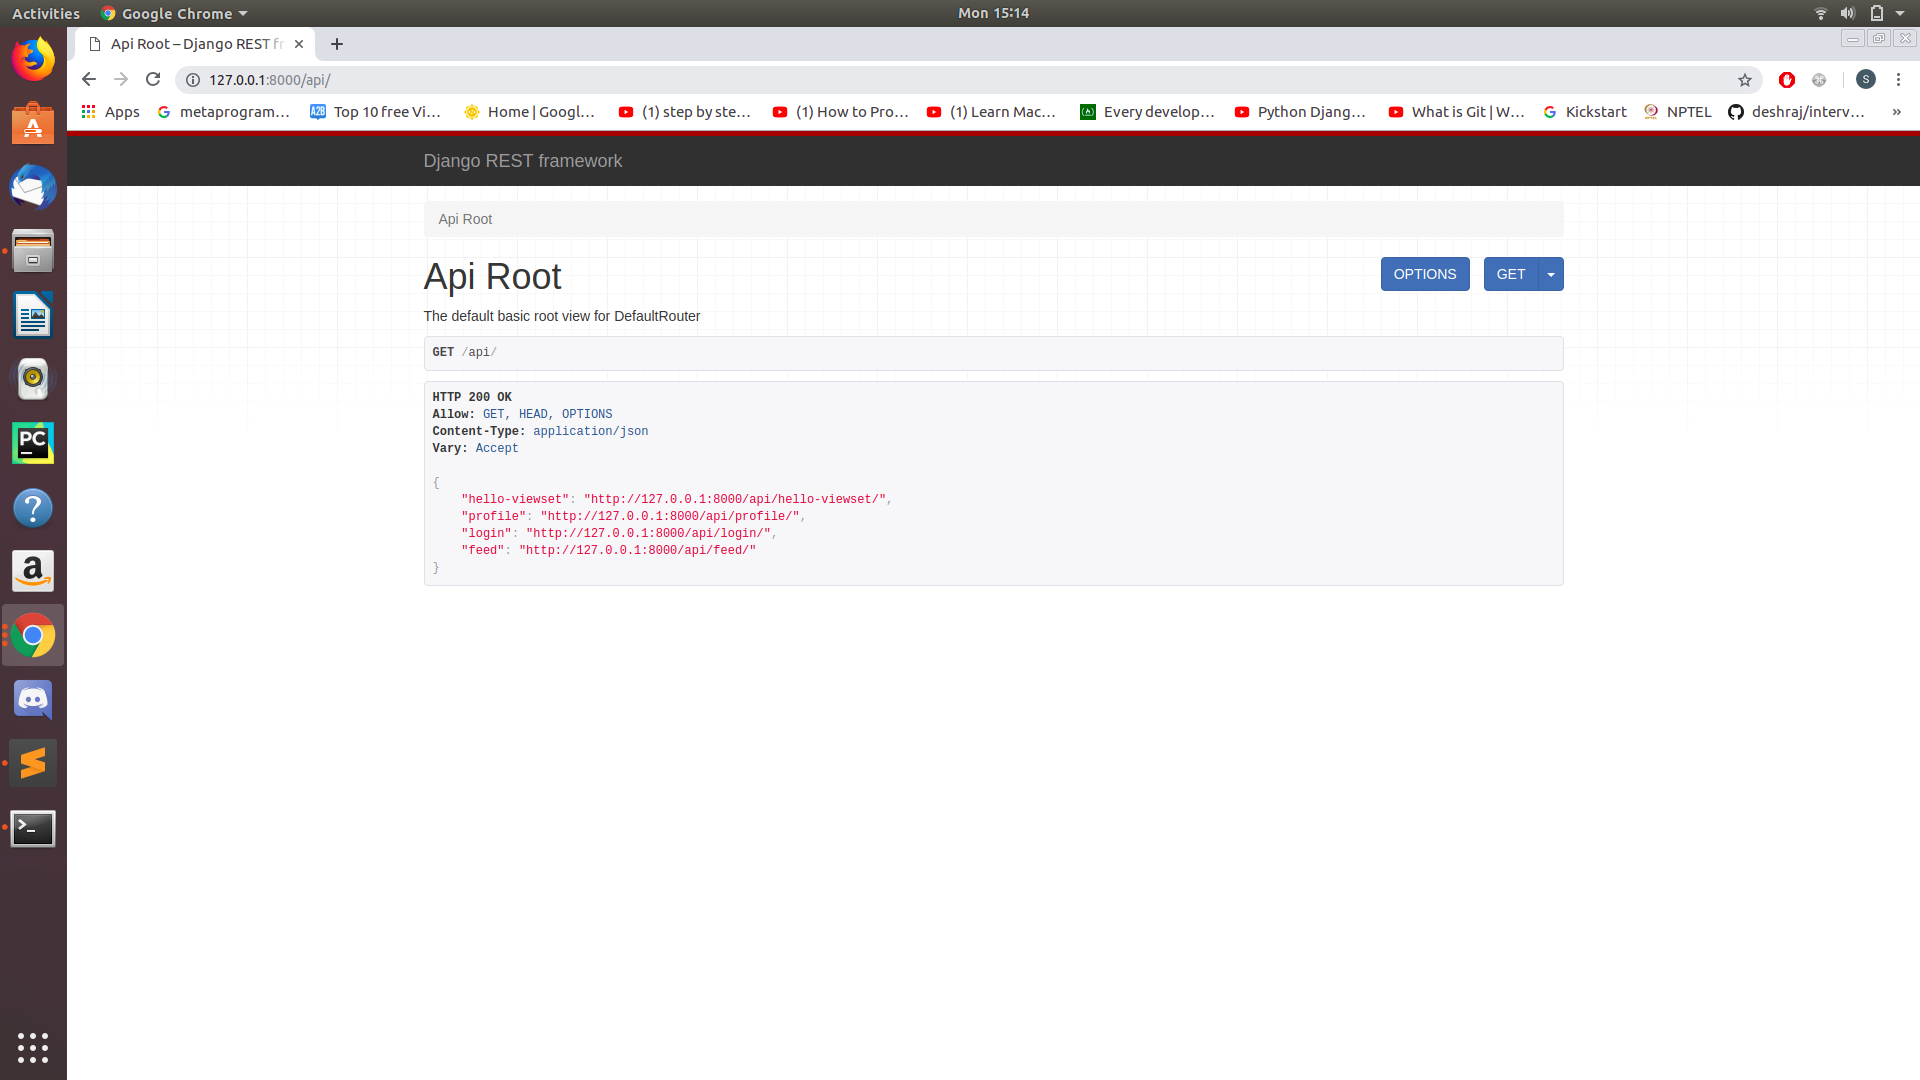 Activities Google Chrome Mon 15:14
Api Root – Django REST fr
127.0.0.1:8000/api/ S
Apps metaprogram... Top 10 free Vi... Home | Googl... (1) step by ste... (1) How to Pro... (1) Learn Mac... Every develop... Python Djang... What is Git | W... Kickstart NPTEL deshraj/interv... »
Django REST framework
Api Root
Api Root OPTIONS GET
The default basic root view for DefaultRouter
GET /api/
HTTP 200 OK
Allow: GET, HEAD, OPTIONS
Content-Type: application/json
Vary: Accept
{
"hello-viewset": "http://127.0.0.1:8000/api/hello-viewset/",
"profile": "http://127.0.0.1:8000/api/profile/",
"login": "http://127.0.0.1:8000/api/login/",
"feed": "http://127.0.0.1:8000/api/feed/"
}